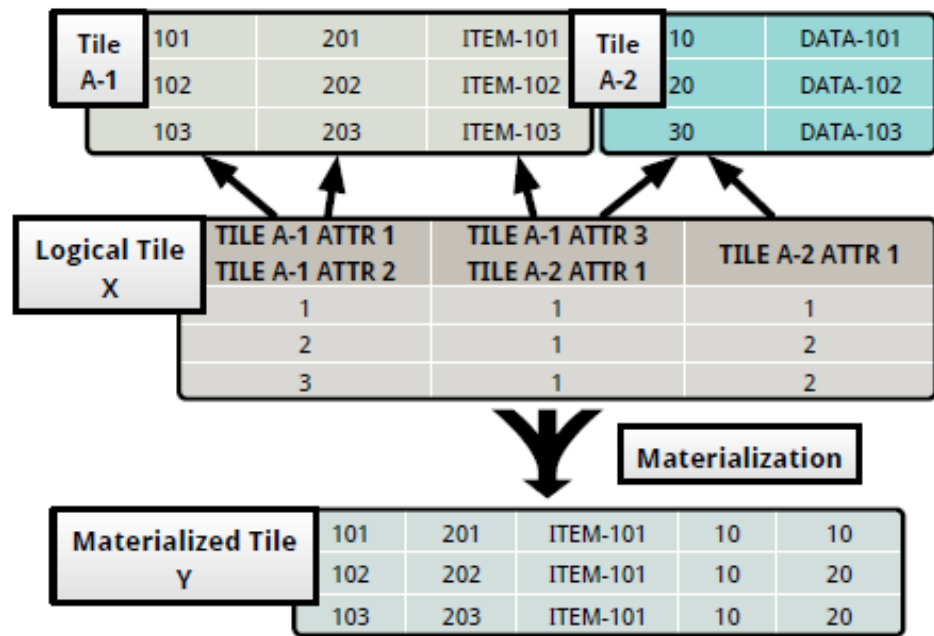 Tile A-1
101 201 ITEM-101
102 202 ITEM-102
103 203 ITEM-103
Tile A-2
10 DATA-101
20 DATA-102
30 DATA-103
Logical Tile X
TILE A-1 ATTR 1 TILE A-1 ATTR 3 TILE A-2 ATTR 1
TILE A-1 ATTR 2 TILE A-2 ATTR 1
1 1 1
2 1 2
3 1 2
Materialization
Materialized Tile Y
101 201 ITEM-101 10 10
102 202 ITEM-101 10 20
103 203 ITEM-101 10 20